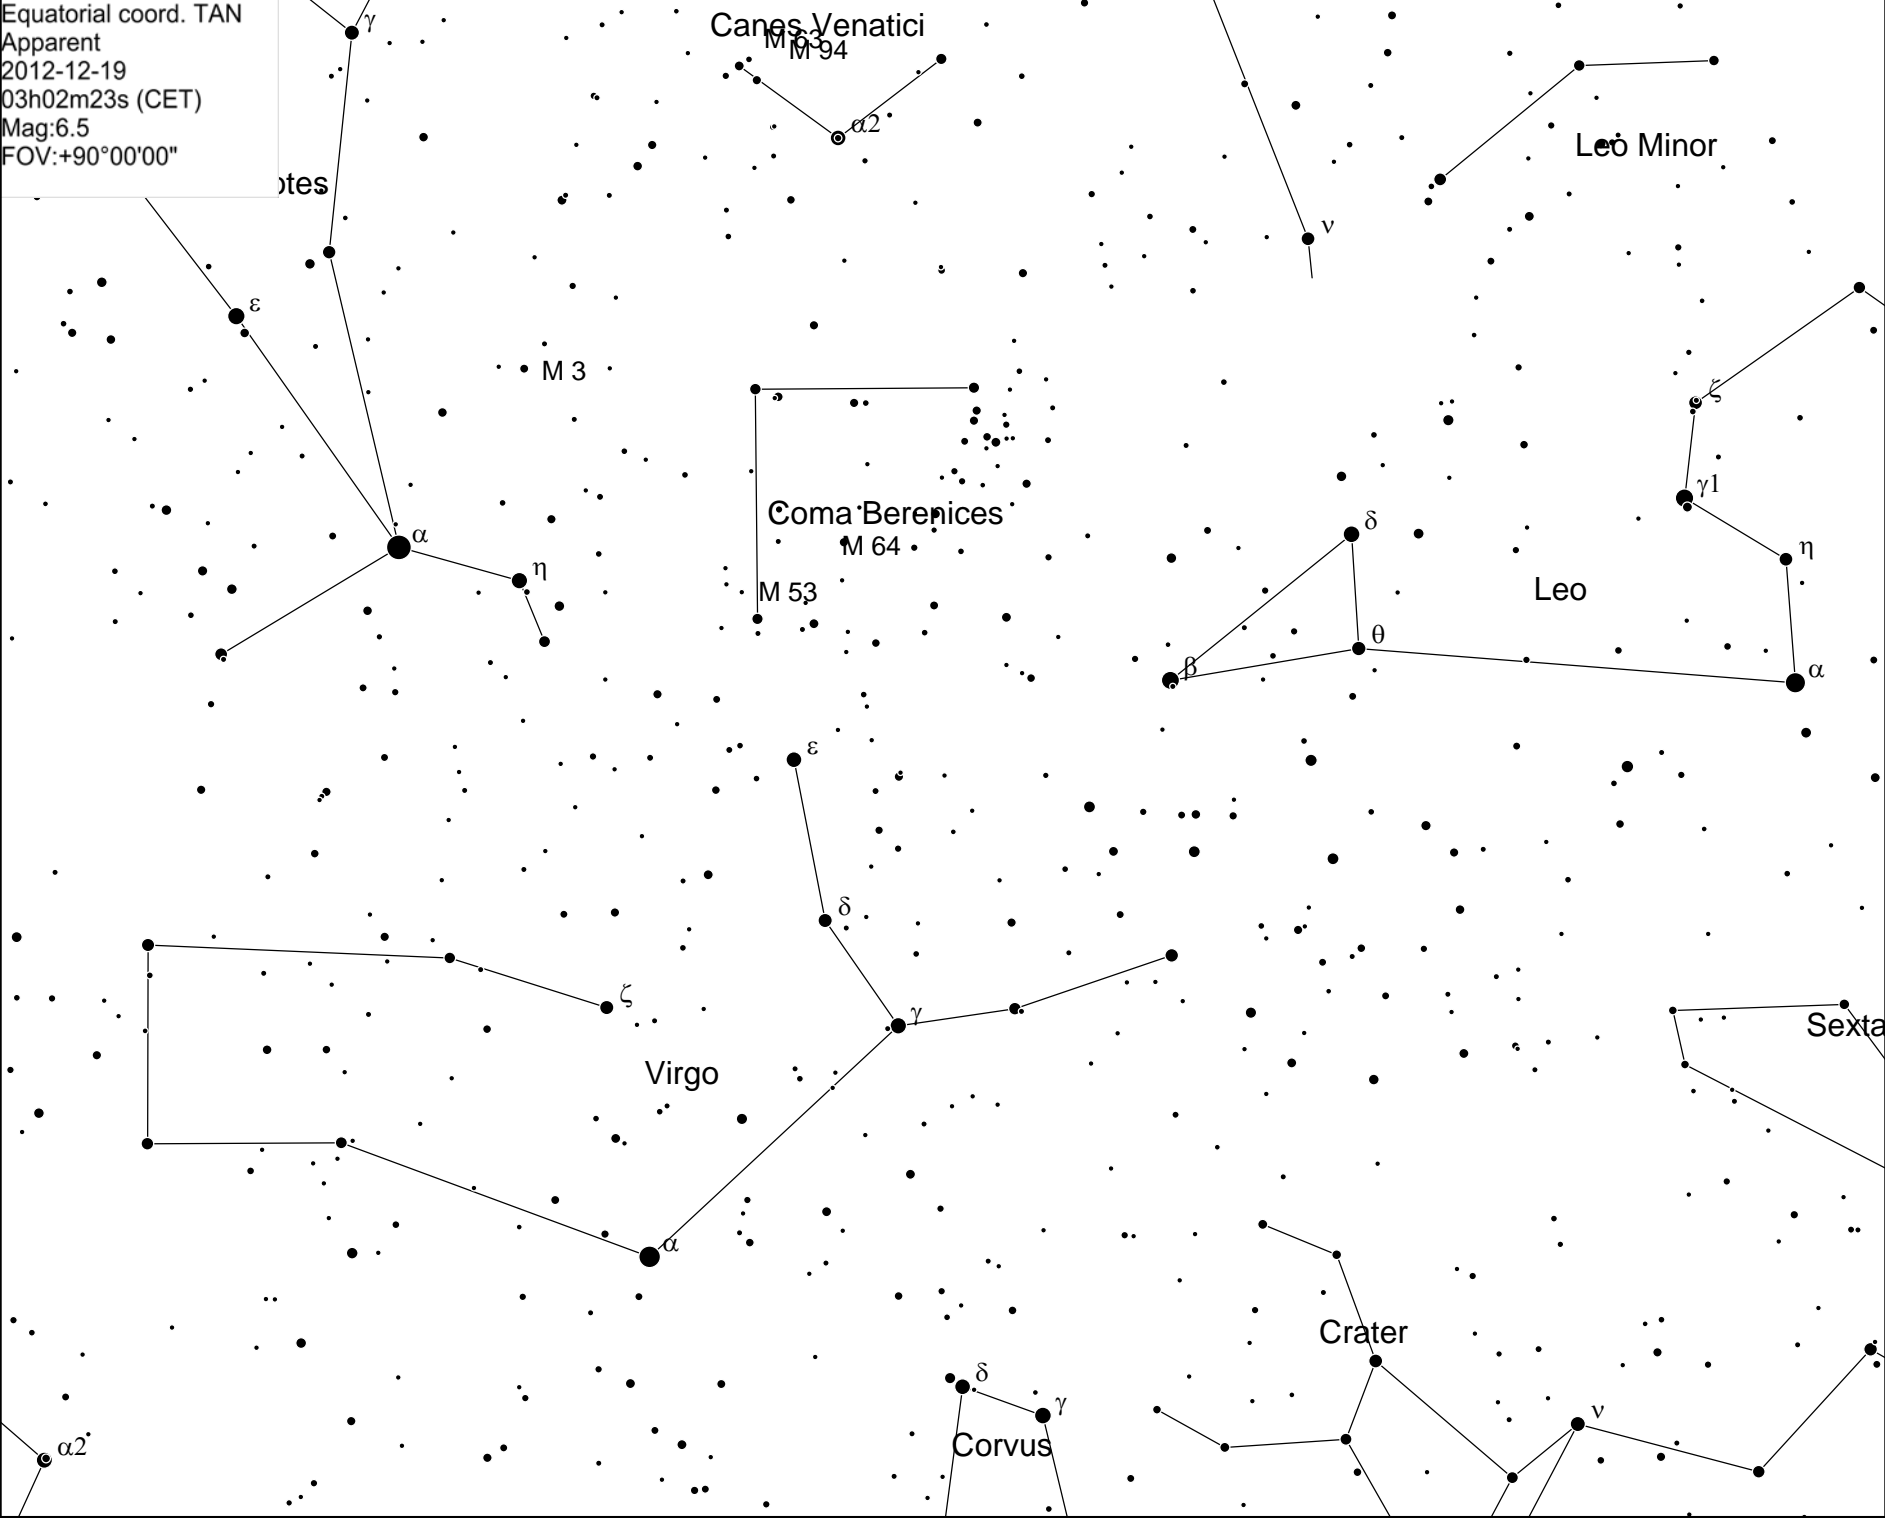 Equatorial coord. TAN
Apparent
2012-12-19
03h02m23s (CET)
Mag:6.5
FOV:+90°00'00"
γ
Canes Venatici
M 63
M 94
α2
Leo Minor
otes
ν
ε
M 3
ζ
γ1
Coma Berenices
δ
α
M 64
η
η
M 53
Leo
θ
β
α
ε
δ
ζ
γ
Sexta
Virgo
α
Crater
δ
γ
ν
Corvus
α2